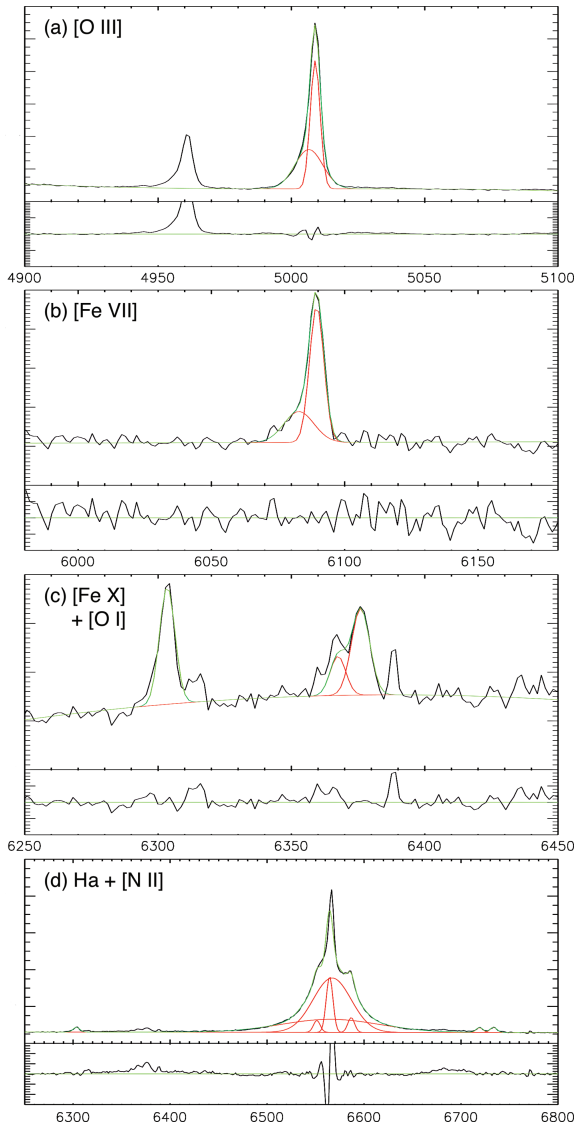 (a) [O III]
4900 4950 5000 5050 5100
(b) [Fe VII]
6000 6050 6100 6150
(c) [Fe X]
+ [O I]
6250 6300 6350 6400 6450
(d) Ha + [N II]
6300 6400 6500 6600 6700 6800